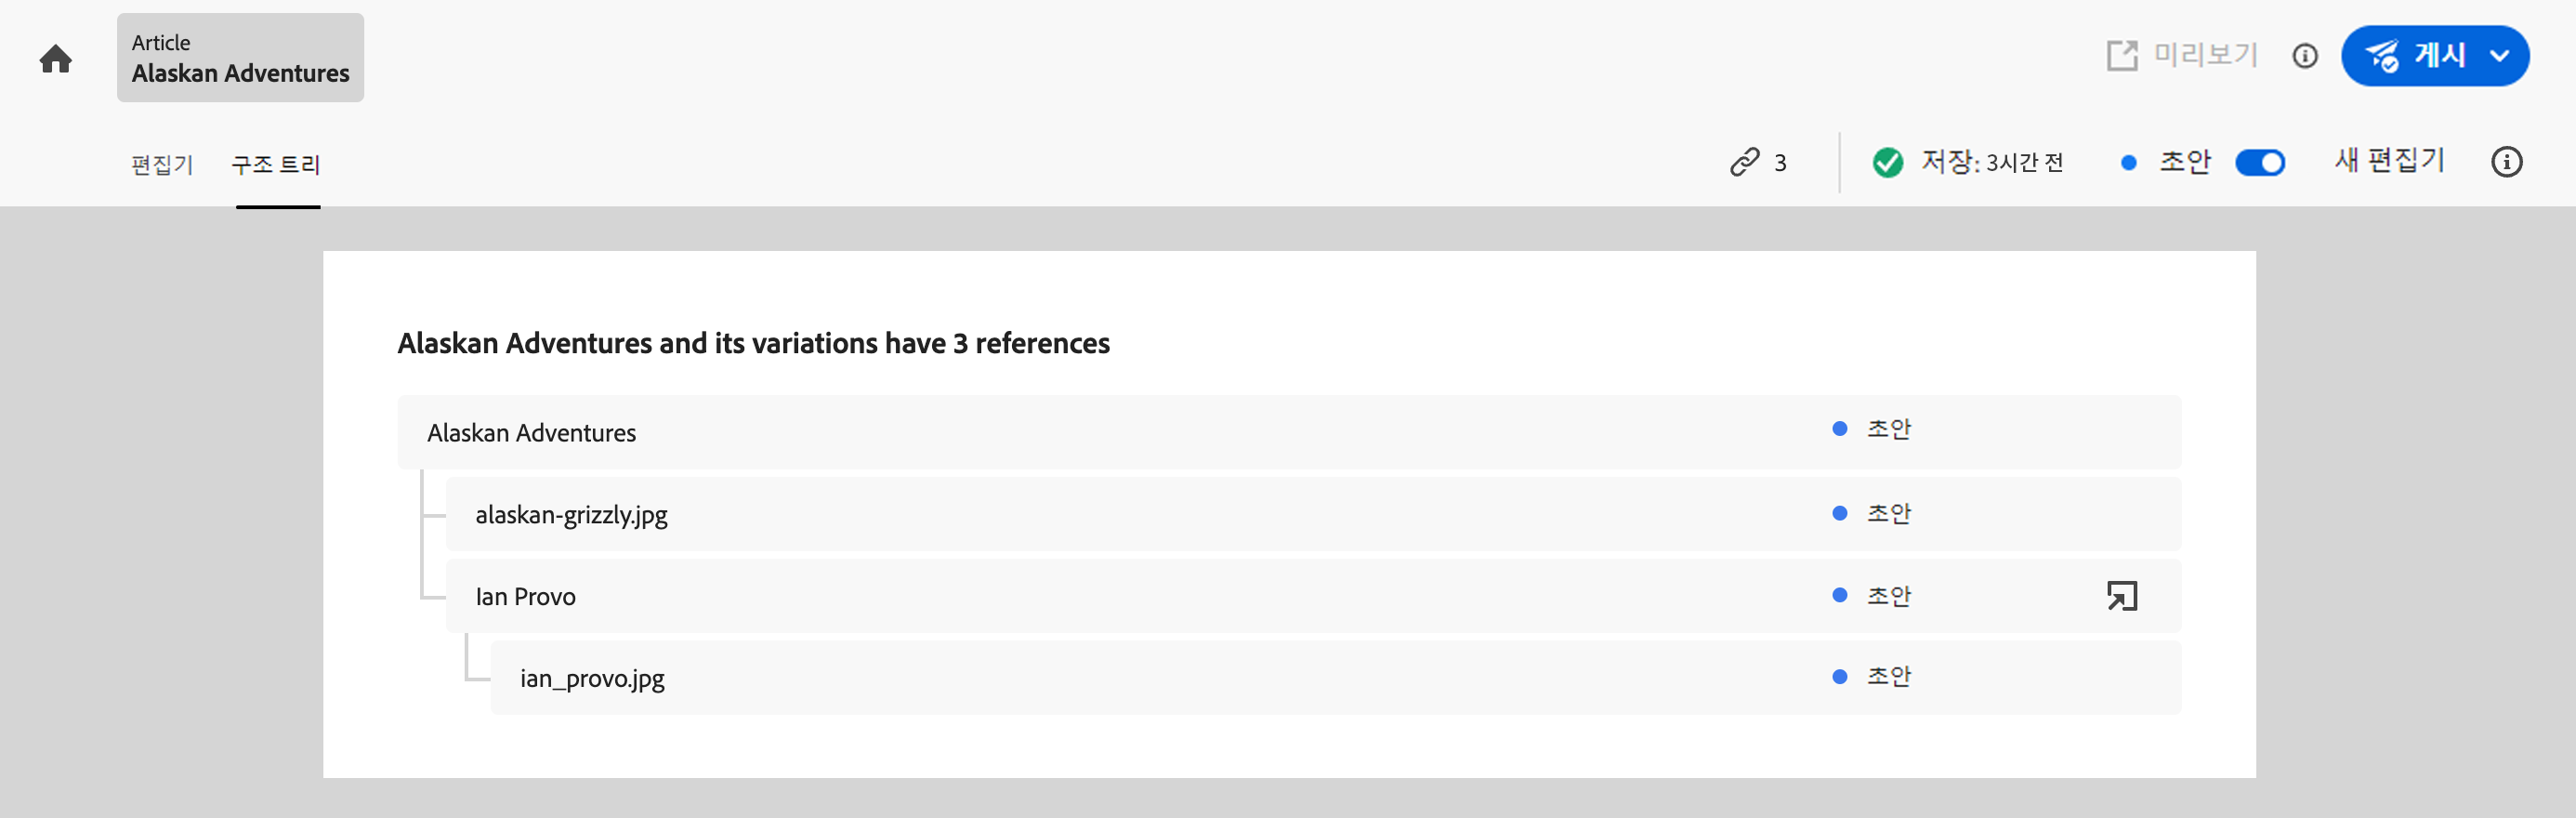 Article
Alaskan Adventures
미리보기
게시
편집기
구조 트리
3
저장: 3시간 전
초안
새 편집기
Alaskan Adventures and its variations have 3 references
Alaskan Adventures 초안
alaskan-grizzly.jpg 초안
Ian Provo 초안
ian_provo.jpg 초안